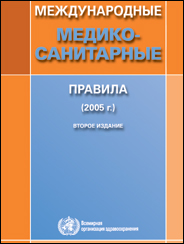 МЕЖДУНАРОДНЫЕ
МЕДИКО-
САНИТАРНЫЕ
ПРАВИЛА
(2005 г.)
ВТОРОЕ ИЗДАНИЕ
Всемирная
организация здравоохранения